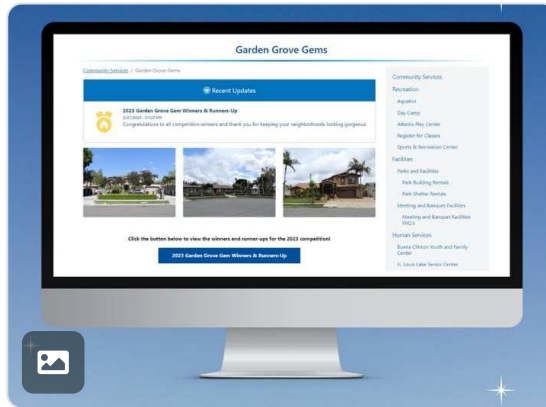 Garden Grove Gems
Community Services / Garden Grove Gems
Recent Updates
2023 Garden Grove Gem Winners & Runners-Up
Congratulations to all competition winners and thank you for keeping your neighborhoods looking gorgeous.
Click the button below to view the winners and runner-ups for the 2023 competition!
2023 Garden Grove Gem Winners & Runners-Up
Community Services
Recreation
Aquatics
Day Camp
Atlantis Play Center
Register for Classes
Sports & Recreation Center
Facilities
Parks and Facilities
Park Building Rentals
Park Shelter Rentals
Meeting and Banquet Facilities
Meeting and Banquet Facilities
FAQ's
Human Services
Buena Clinton Youth and Family
Center
H. Louis Lake Senior Center